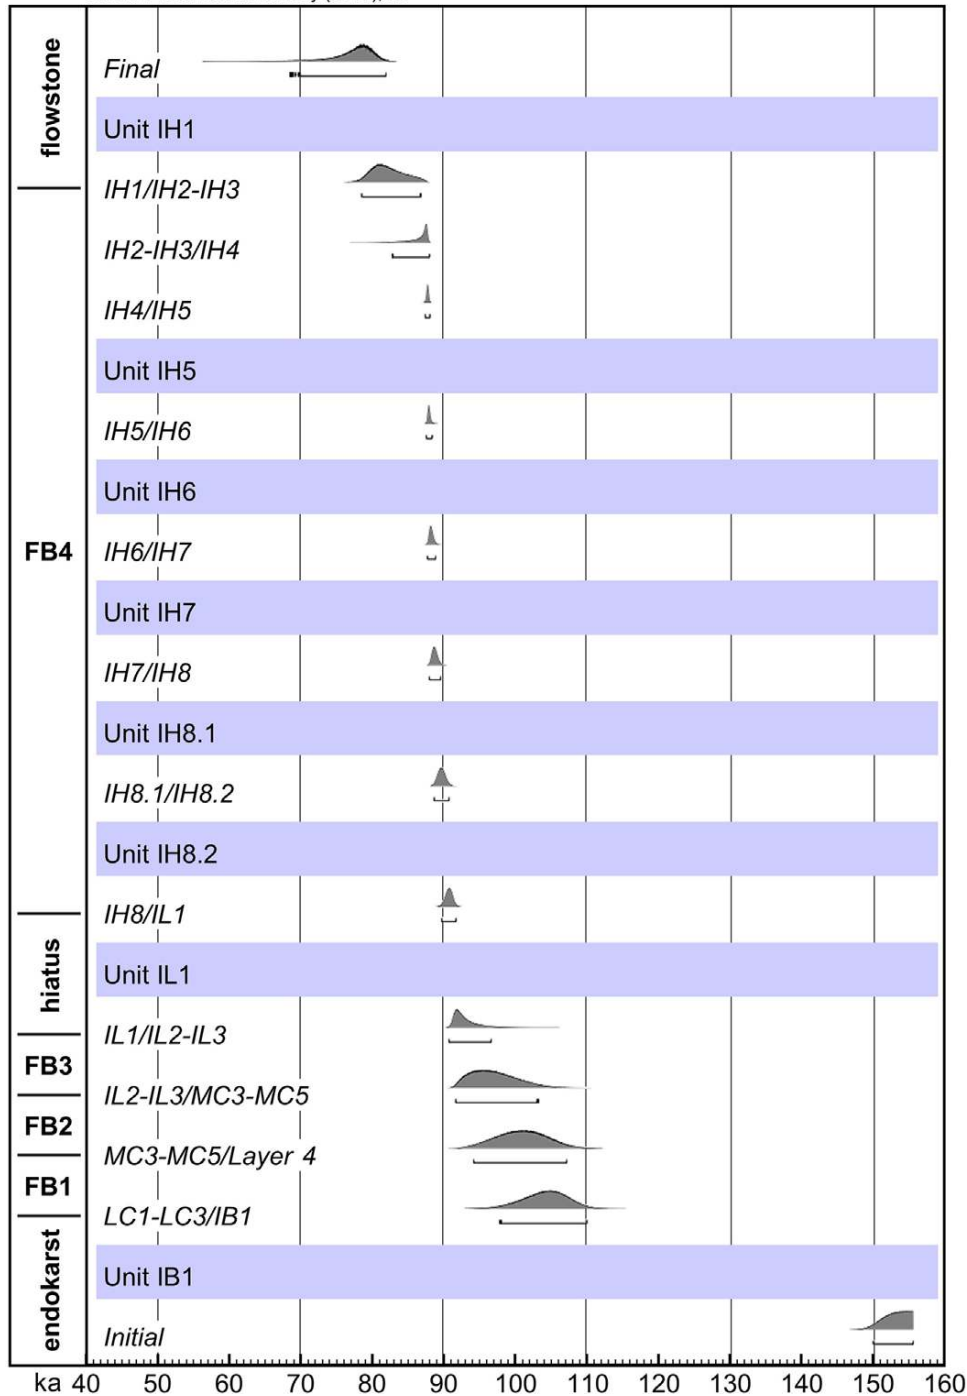 flowstone
Final
Unit IH1
IH1/IH2-IH3
IH2-IH3/IH4
IH4/IH5
Unit IH5
IH5/IH6
Unit IH6
FB4
IH6/IH7
Unit IH7
IH7/IH8
Unit IH8.1
IH8.1/IH8.2
Unit IH8.2
IH8/IL1
hiatus
Unit IL1
IL1/IL2-IL3
FB3
IL2-IL3/MC3-MC5
FB2
MC3-MC5/Layer 4
FB1
LC1-LC3/IB1
endokarst
Unit IB1
Initial
ka 40 50 60 70 80 90 100 110 120 130 140 150 160